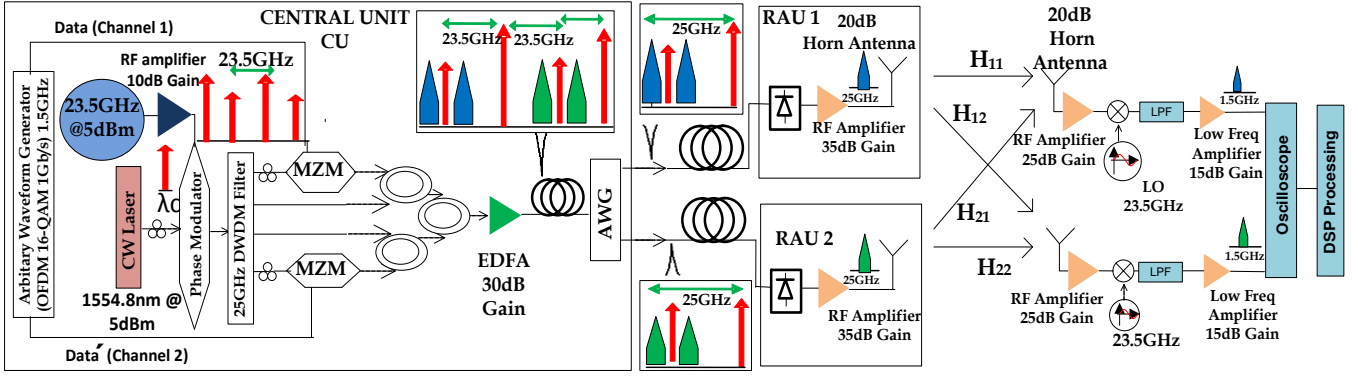 Data (Channel 1)
CENTRAL UNIT
CU
RF amplifier
10dB Gain
23.5GHz
23.5GHz
@5dBm
Arbitary Waveform Generator
(OFDM 16-QAM 1Gb/s) 1.5GHz
λc
CW Laser
1554.8nm @
5dBm
Phase Modulator
25GHz DWDM Filter
MZM
MZM
Data´ (Channel 2)
23.5GHz
23.5GHz
EDFA
30dB
Gain
AWG
25GHz
25GHz
RAU 1
20dB
Horn Antenna
25GHz
RF Amplifier
35dB Gain
RAU 2
25GHz
RF Amplifier
35dB Gain
H11
H12
H21
H22
20dB
Horn
Antenna
RF Amplifier
25dB Gain
LO
23.5GHz
LPF
1.5GHz
Low Freq
Amplifier
15dB Gain
RF Amplifier
25dB Gain
23.5GHz
LPF
1.5GHz
Low Freq
Amplifier
15dB Gain
Oscilloscope
DSP Processing